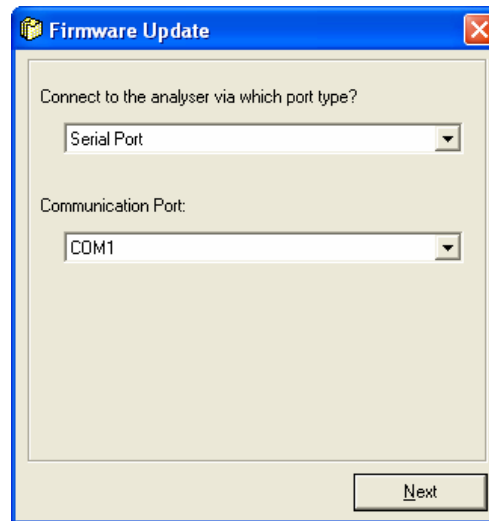 Firmware Update
Connect to the analyser via which port type?
Serial Port
Communication Port:
COM1
Next